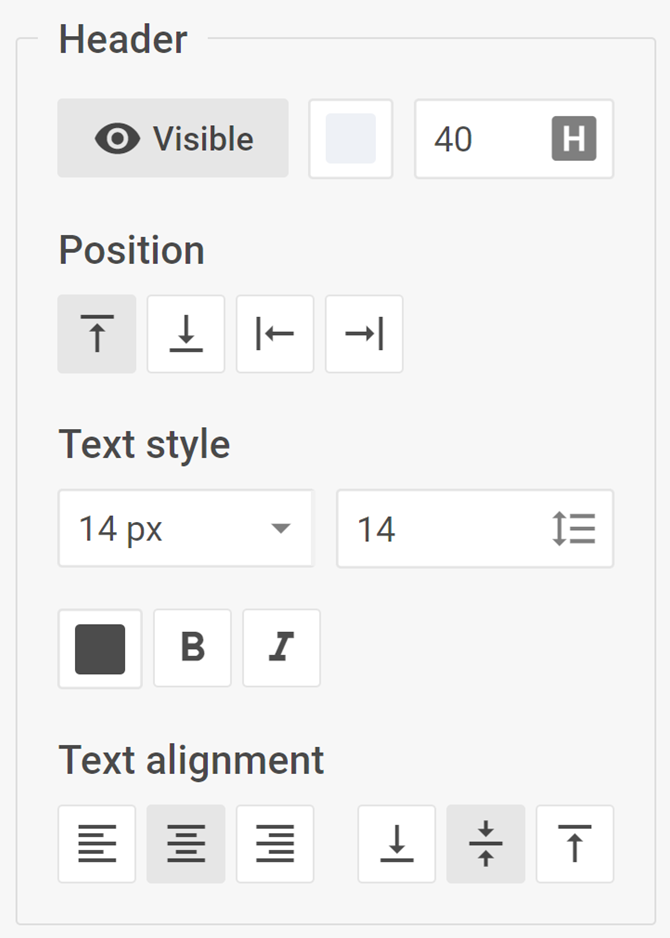 Header
Visible
40 H
Position
Text style
14 px
14
B I
Text alignment